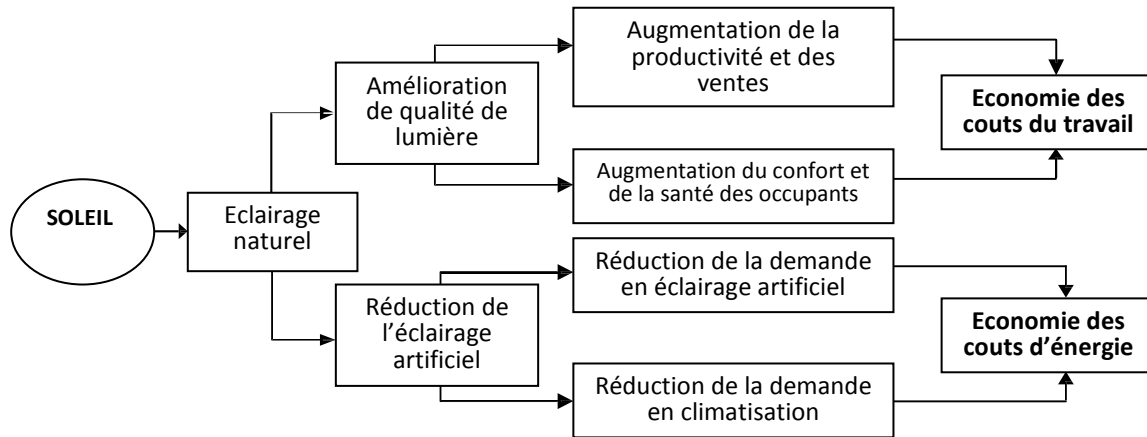 SOLEIL
Eclairage
naturel
Amélioration
de qualité de
lumière
Réduction de
l’éclairage
artificiel
Augmentation de la
productivité et des
ventes
Augmentation du confort et
de la santé des occupants
Réduction de la demande
en éclairage artificiel
Réduction de la demande
en climatisation
Economie des
couts du travail
Economie des
couts d’énergie